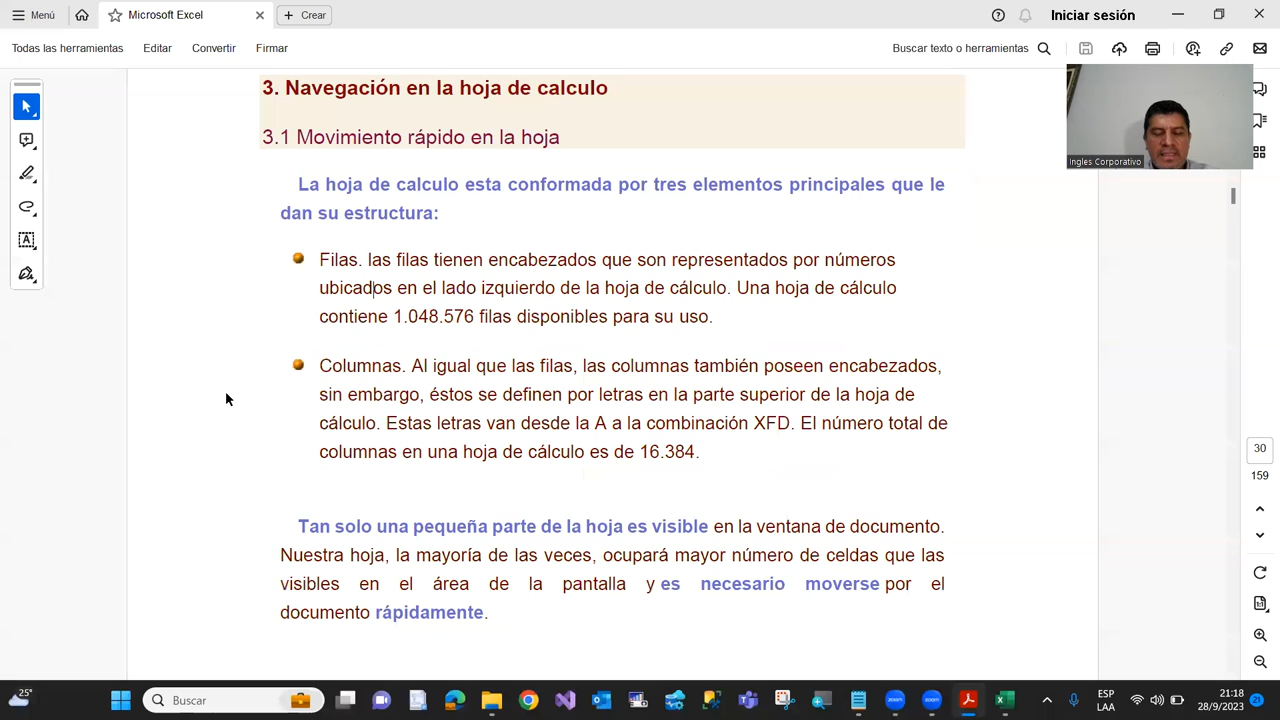 Menú
Microsoft Excel
Crear
Iniciar sesión
Todas las herramientas
Editar
Convertir
Firmar
Buscar texto o herramientas
3. Navegación en la hoja de calculo
3.1 Movimiento rápido en la hoja
Ingles Corporativo
La hoja de calculo esta conformada por tres elementos principales que le
dan su estructura:
Filas. las filas tienen encabezados que son representados por números
ubicados en el lado izquierdo de la hoja de cálculo. Una hoja de cálculo
contiene 1.048.576 filas disponibles para su uso.
Columnas. Al igual que las filas, las columnas también poseen encabezados,
sin embargo, éstos se definen por letras en la parte superior de la hoja de
cálculo. Estas letras van desde la A a la combinación XFD. El número total de
columnas en una hoja de cálculo es de 16.384.
30
159
Tan solo una pequeña parte de la hoja es visible en la ventana de documento.
Nuestra hoja, la mayoría de las veces, ocupará mayor número de celdas que las
visibles en el área de la pantalla y es necesario moverse por el
documento rápidamente.
25°
Buscar
ESP
LAA
21:18
28/9/2023